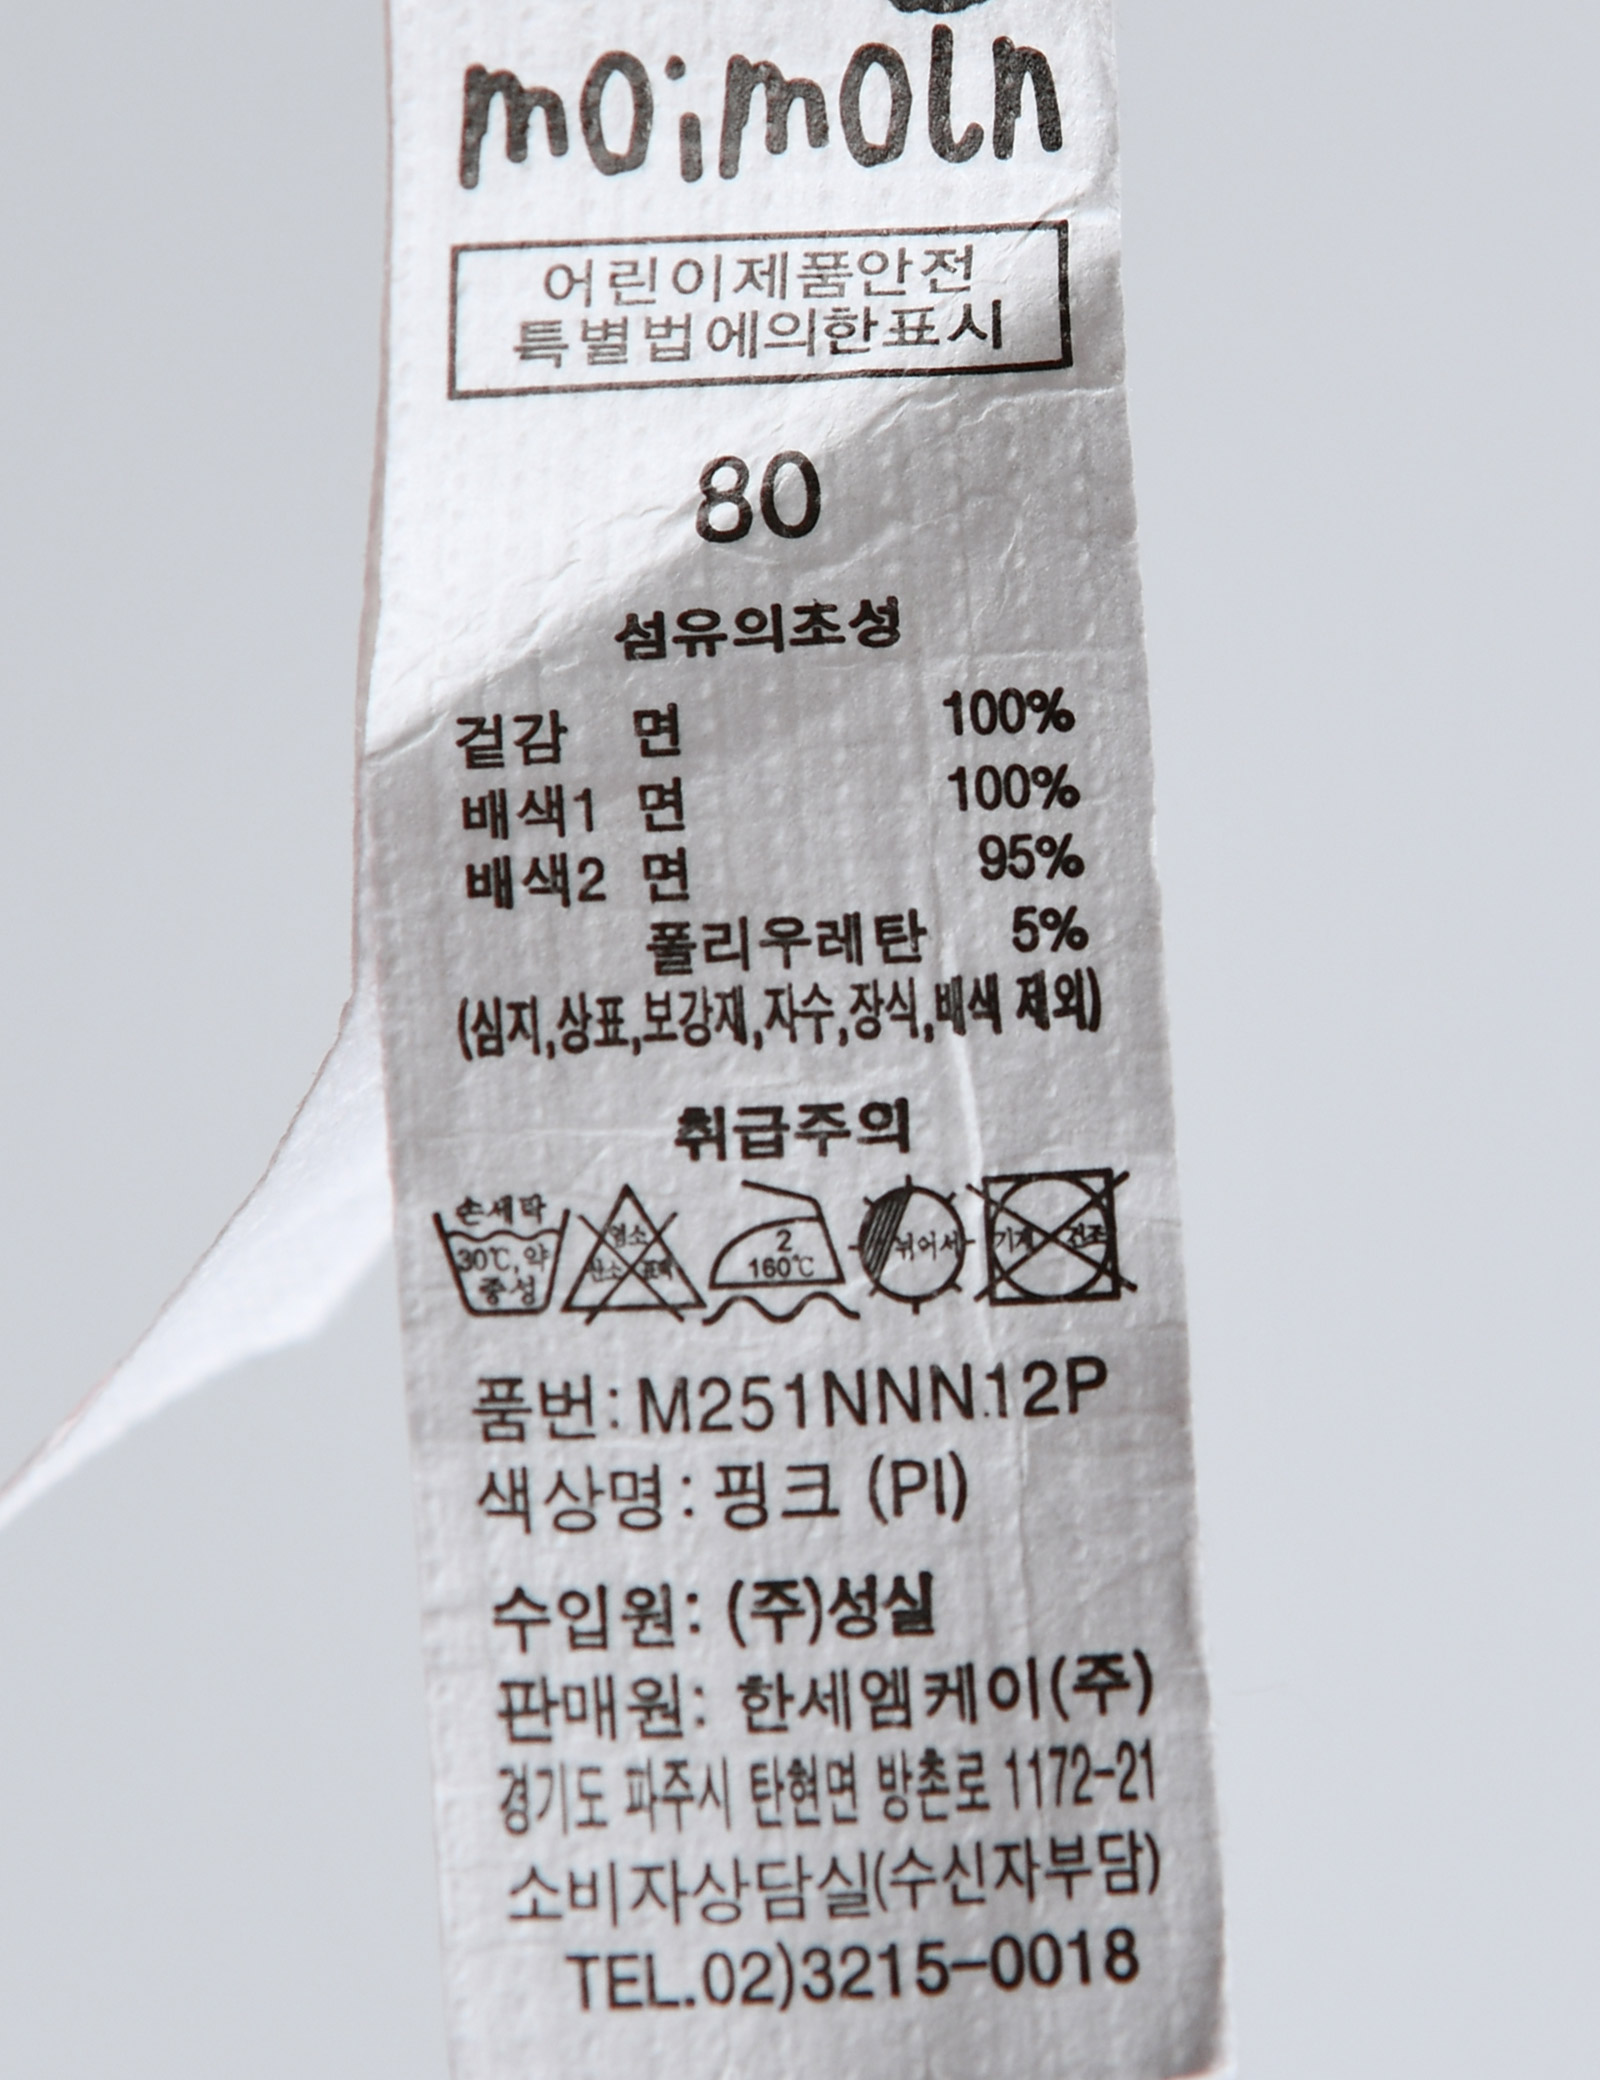 moimoln
어린이제품안전
특별법에의한표시
80
섬유의조성
겉감 면 100%
배색1 면 100%
배색2 면 95%
폴리우레탄 5%
(심지,상표,보강재,자수,장식,배색 제외)
취급주의
손세탁
30℃,약
중성
염소
산소 표백
2
160℃
뉘어서
기계 건조
품번:M251NNN12P
색상명:핑크 (PI)
수입원: (주)성실
판매원: 한세엠케이(주)
경기도 파주시 탄현면 방촌로 1172-21
소비자상담실(수신자부담)
TEL.02)3215-0018